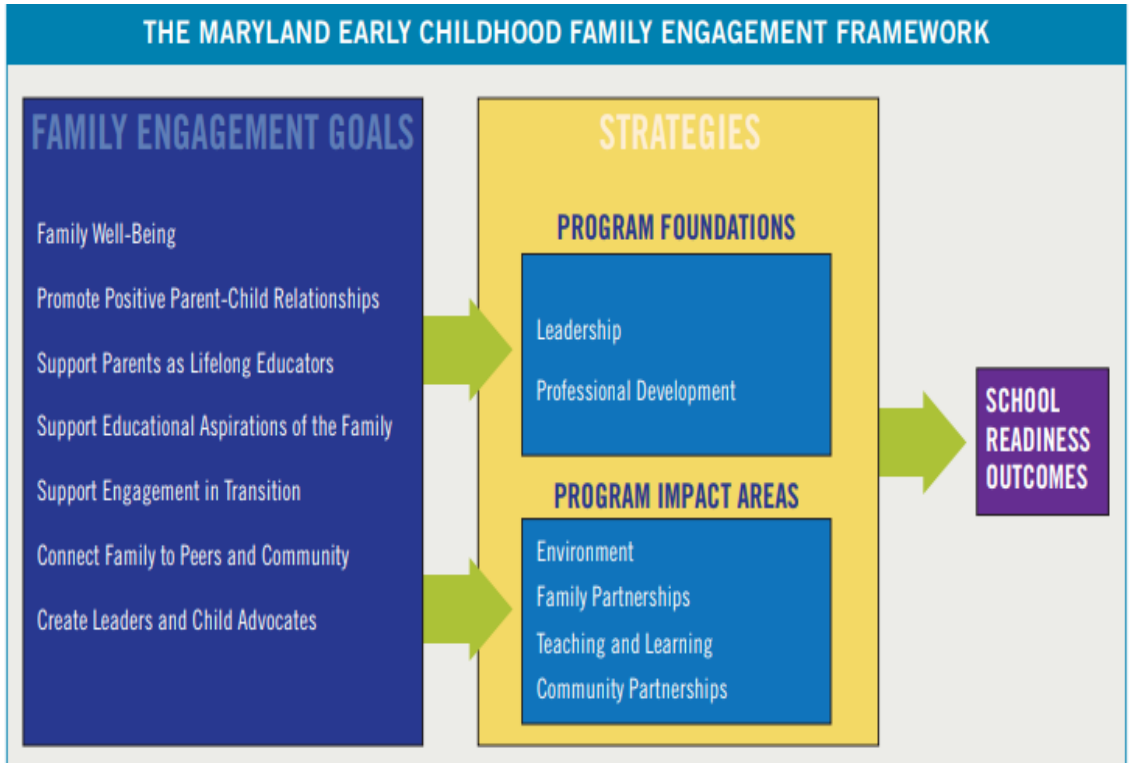 THE MARYLAND EARLY CHILDHOOD FAMILY ENGAGEMENT FRAMEWORK
FAMILY ENGAGEMENT GOALS
Family Well-Being
Promote Positive Parent-Child Relationships
Support Parents as Lifelong Educators
Support Educational Aspirations of the Family
Support Engagement in Transition
Connect Family to Peers and Community
Create Leaders and Child Advocates
STRATEGIES
PROGRAM FOUNDATIONS
Leadership
Professional Development
PROGRAM IMPACT AREAS
Environment
Family Partnerships
Teaching and Learning
Community Partnerships
SCHOOL
READINESS
OUTCOMES